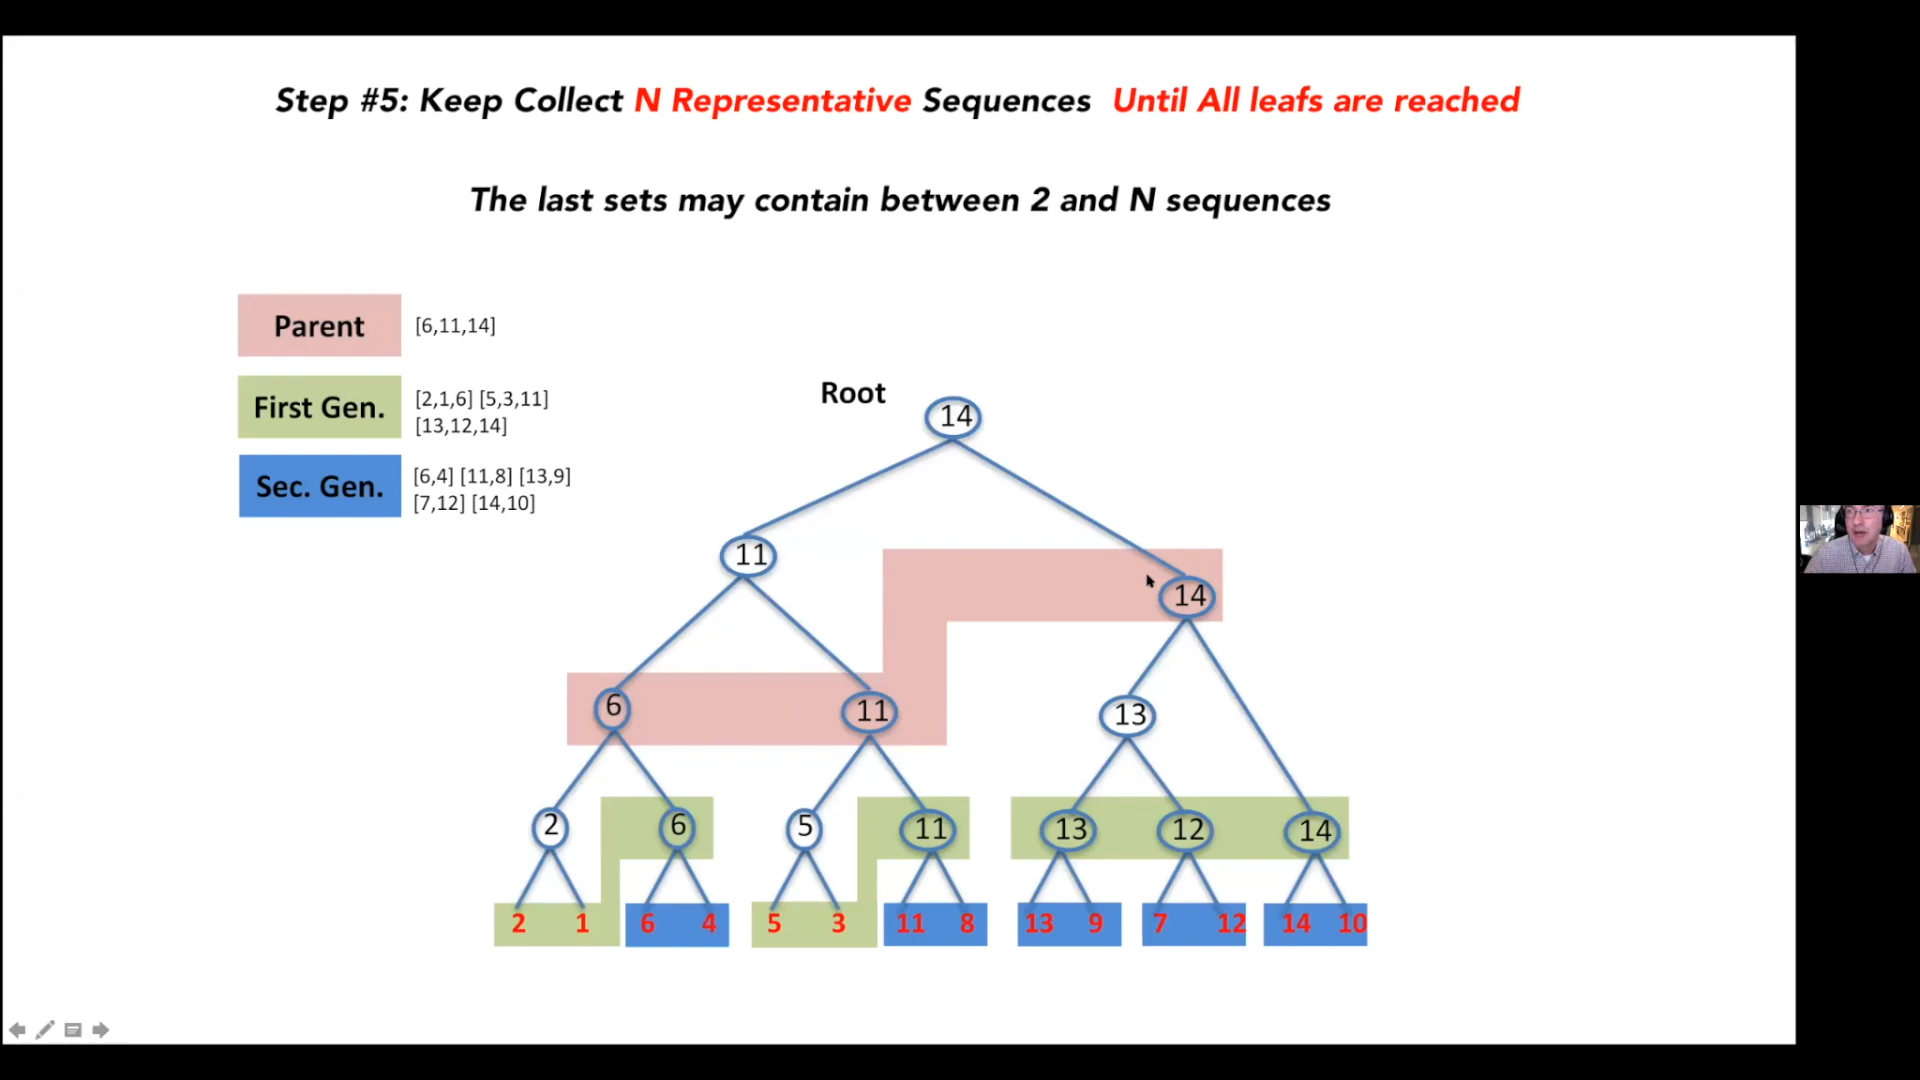 Step #5: Keep Collect N Representative Sequences Until All leafs are reached
The last sets may contain between 2 and N sequences
Parent [6,11,14]
First Gen. [2,1,6] [5,3,11]
[13,12,14]
Sec. Gen. [6,4] [11,8] [13,9]
[7,12] [14,10]
Root
14
11
14
6
11
13
2
6
5
11
13
12
14
2 1 6 4 5 3 11 8 13 9 7 12 14 10